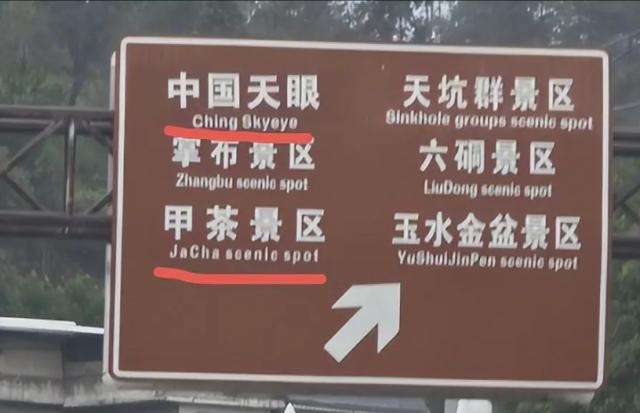 中国天眼
Ching Skyeye
掌布景区
Zhangbu scenic spot
甲茶景区
JaCha scenic spot
天坑群景区
Sinkhole groups scenic spot
六硐景区
LiuDong scenic spot
玉水金盆景区
YuShuiJinPen scenic spot